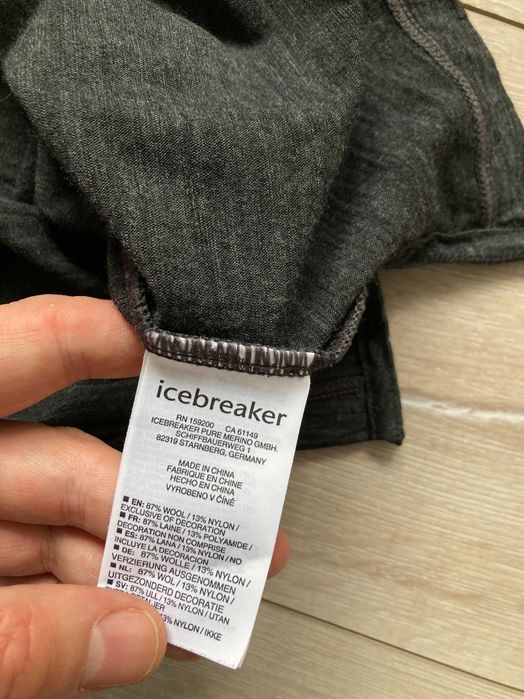 icebreaker
RN 159200 CA 61149
ICEBREAKER PURE MERINO GMBH.
SCHIFFBAUERWEG 1
82319 STARNBERG, GERMANY
MADE IN CHINA
FABRIQUE EN CHINE
HECHO EN CHINA
VYROBENO V ČÍNĚ
■ EN: 87% WOOL / 13% NYLON /
EXCLUSIVE OF DECORATION
■ FR: 87% LAINE / 13% POLYAMIDE /
DECORATION NON COMPRISE
■ ES: 87% LANA / 13% NYLON / NO
INCLUYE LA DECORACION
■ DE: 87% WOLLE / 13% NYLON /
VERZIERUNG AUSGENOMMEN
■ NL: 87% WOL / 13% NYLON /
UITGEZONDERD DECORATIE
■ SV: 87% ULL / 13% NYLON / UTAN
13% NYLON / IKKE